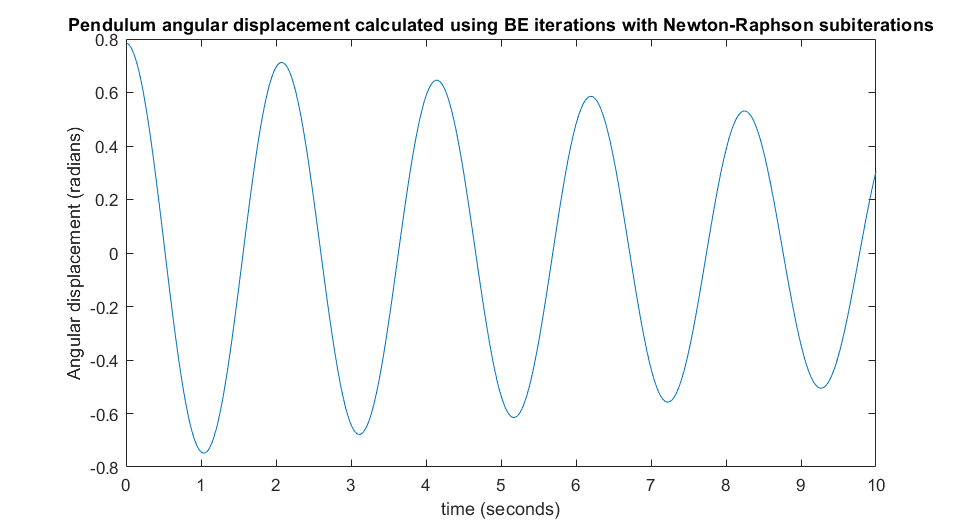 Pendulum angular displacement calculated using BE iterations with Newton-Raphson subiterations
0.8
0.6
0.4
0.2
0
-0.2
-0.4
-0.6
-0.8
Angular displacement (radians)
0 1 2 3 4 5 6 7 8 9 10
time (seconds)